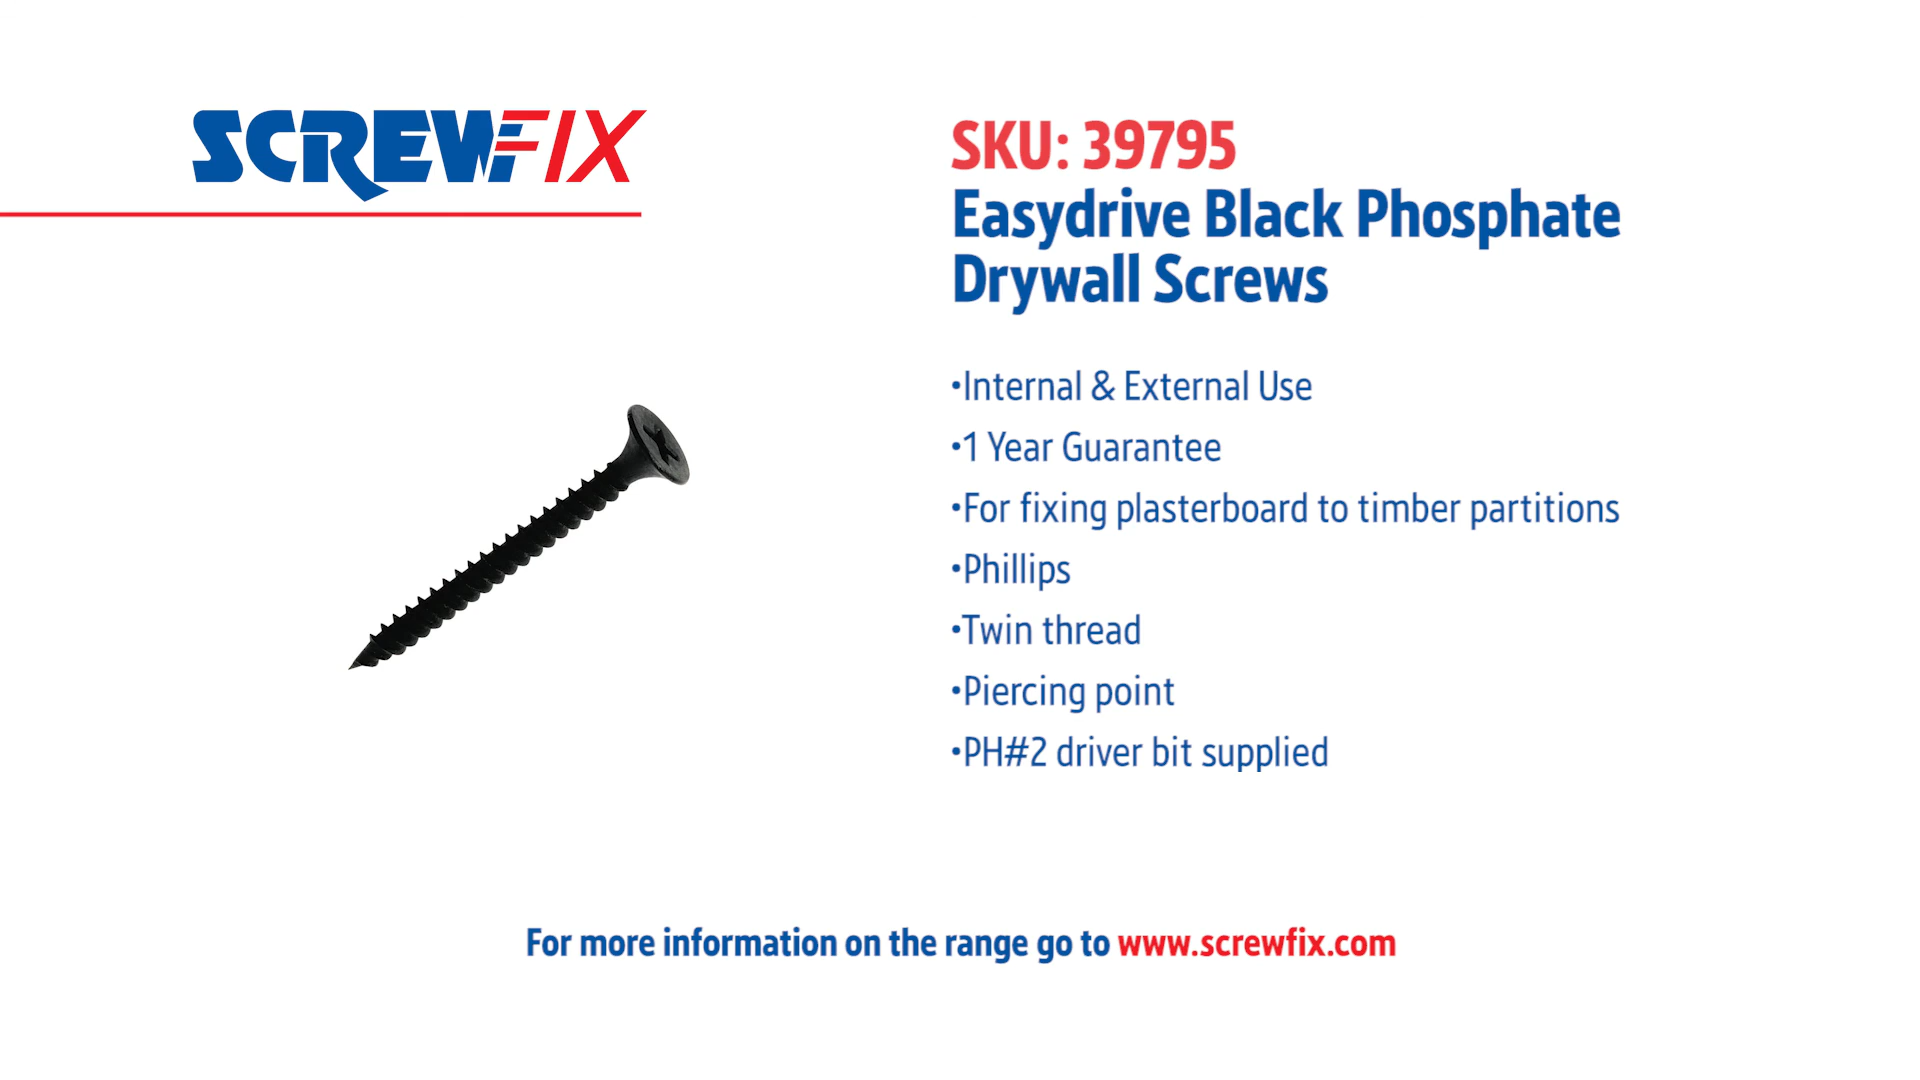 SCREWFIX
SKU: 39795
Easydrive Black Phosphate
Drywall Screws
•Internal & External Use
•1 Year Guarantee
•For fixing plasterboard to timber partitions
•Phillips
•Twin thread
•Piercing point
•PH#2 driver bit supplied
For more information on the range go to www.screwfix.com